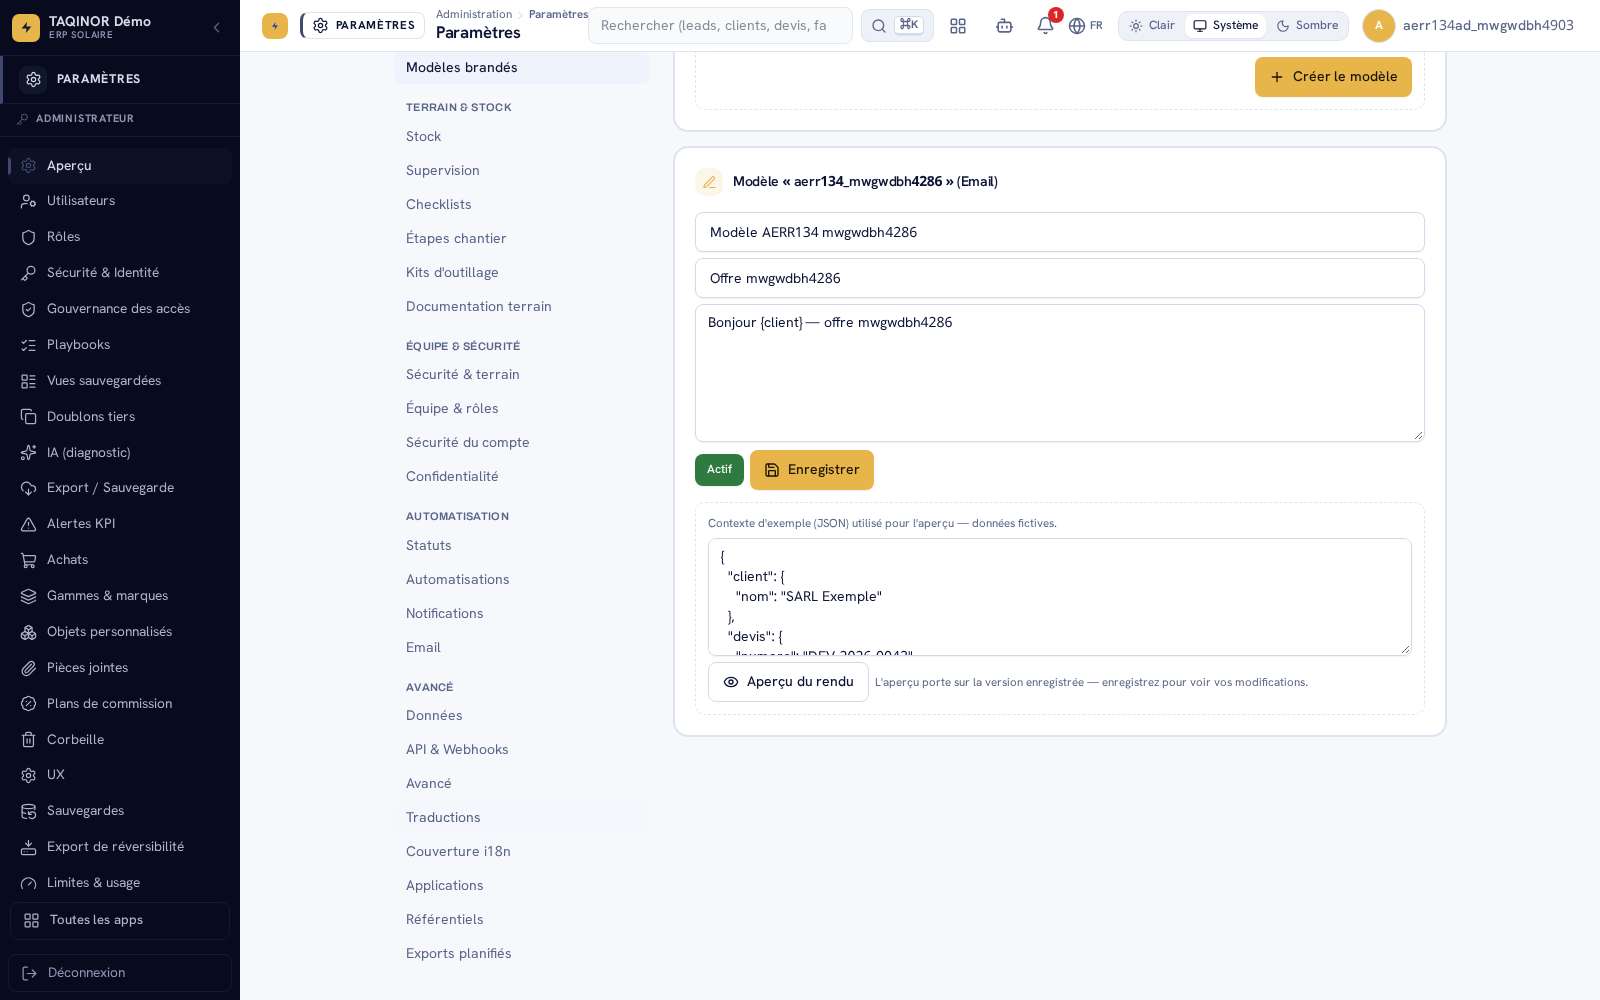 TAQINOR Démo
ERP SOLAIRE
PARAMÈTRES
ADMINISTRATEUR
Aperçu
Utilisateurs
Rôles
Sécurité & Identité
Gouvernance des accès
Playbooks
Vues sauvegardées
Doublons tiers
IA (diagnostic)
Export / Sauvegarde
Alertes KPI
Achats
Gammes & marques
Objets personnalisés
Pièces jointes
Plans de commission
Corbeille
UX
Sauvegardes
Export de réversibilité
Limites & usage
Toutes les apps
Déconnexion
PARAMÈTRES
Administration
Paramètres
Paramètres
Rechercher (leads, clients, devis, fa
⌘K
1
FR
Clair
Système
Sombre
A
aerr134ad_mwgwdbh4903
Modèles brandés
TERRAIN & STOCK
Stock
Supervision
Checklists
Étapes chantier
Kits d'outillage
Documentation terrain
ÉQUIPE & SÉCURITÉ
Sécurité & terrain
Équipe & rôles
Sécurité du compte
Confidentialité
AUTOMATISATION
Statuts
Automatisations
Notifications
Email
AVANCÉ
Données
API & Webhooks
Avancé
Traductions
Couverture i18n
Applications
Référentiels
Exports planifiés
Créer le modèle
Modèle « aerr134_mwgwdbh4286 » (Email)
Modèle AERR134 mwgwdbh4286
Offre mwgwdbh4286
Bonjour {client} — offre mwgwdbh4286
Actif
Enregistrer
Contexte d'exemple (JSON) utilisé pour l'aperçu — données fictives.
{
"client": {
"nom": "SARL Exemple"
},
"devis": {
"numero": "DEV-2026-0042"
Aperçu du rendu
L'aperçu porte sur la version enregistrée — enregistrez pour voir vos modifications.